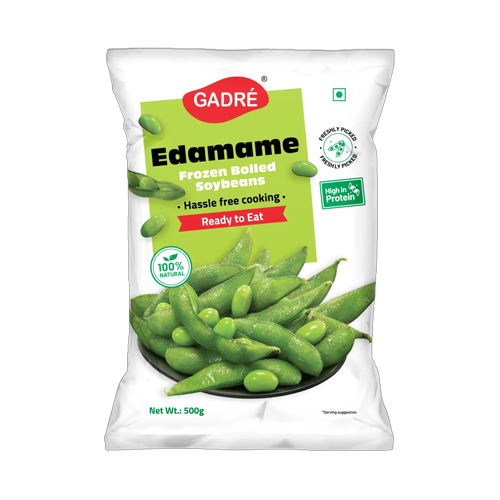 GADRÉ
®
Edamame
Frozen Boiled
Soybeans
• Hassle free cooking •
Ready to Eat
FRESHLY PICKED
FRESHLY PICKED
High in
Protein
100%
NATURAL
Net Wt.: 500g
*Serving suggestion